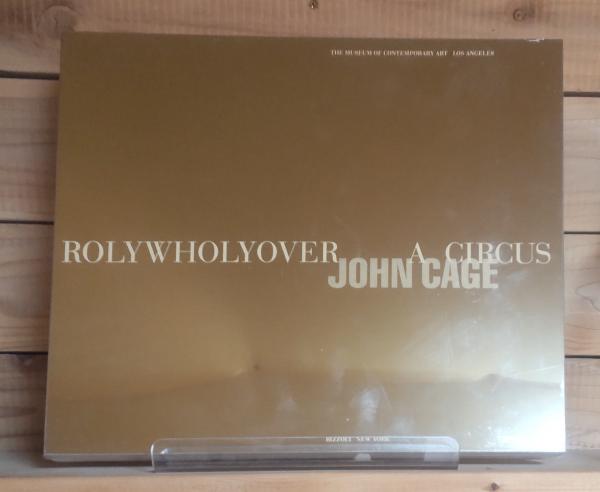 THE MUSEUM OF CONTEMPORARY ART LOS ANGELES
ROLYWHOLYOVER A CIRCUS
JOHN CAGE
RIZZOLI NEW YORK